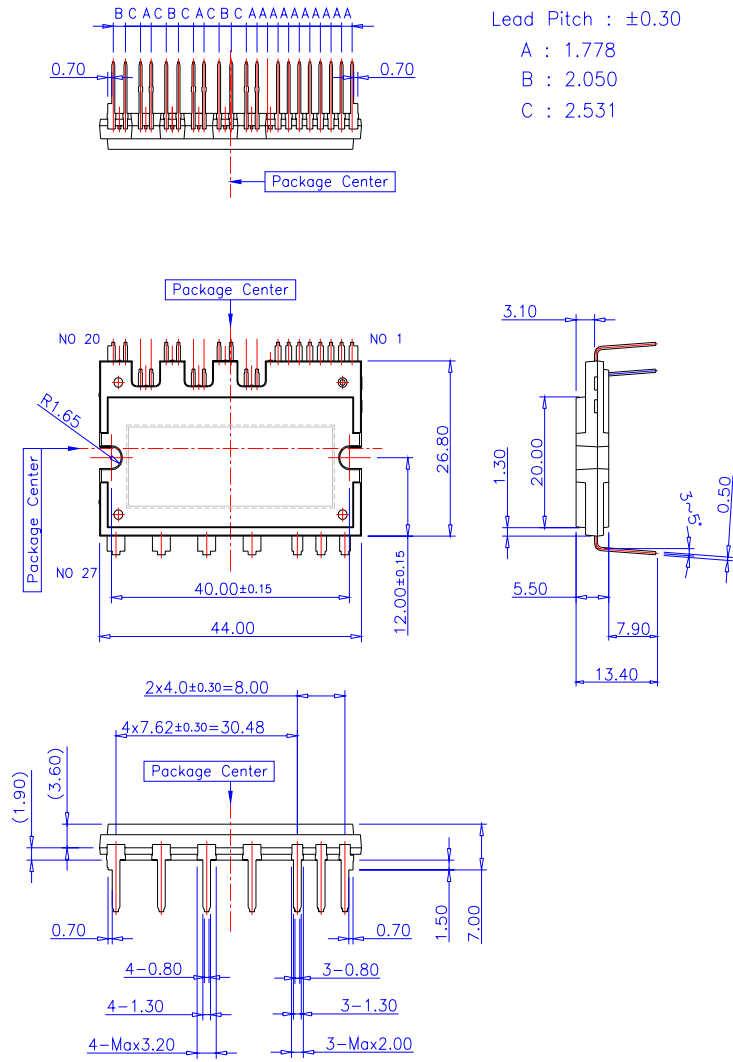 B C A C B C A C B C A A A A A A A A A A
Lead Pitch : ±0.30
A : 1.778
B : 2.050
C : 2.531
0.70
0.70
Package Center
Package Center
NO 20
NO 1
R1.65
Package Center
NO 27
26.80
12.00±0.15
40.00±0.15
44.00
3.10
1.30
20.00
3~5°
0.50
5.50
7.90
13.40
2x4.0±0.30=8.00
4x7.62±0.30=30.48
Package Center
(1.90)
(3.60)
0.70
0.70
1.50
7.00
4-0.80
3-0.80
4-1.30
3-1.30
4-Max3.20
3-Max2.00